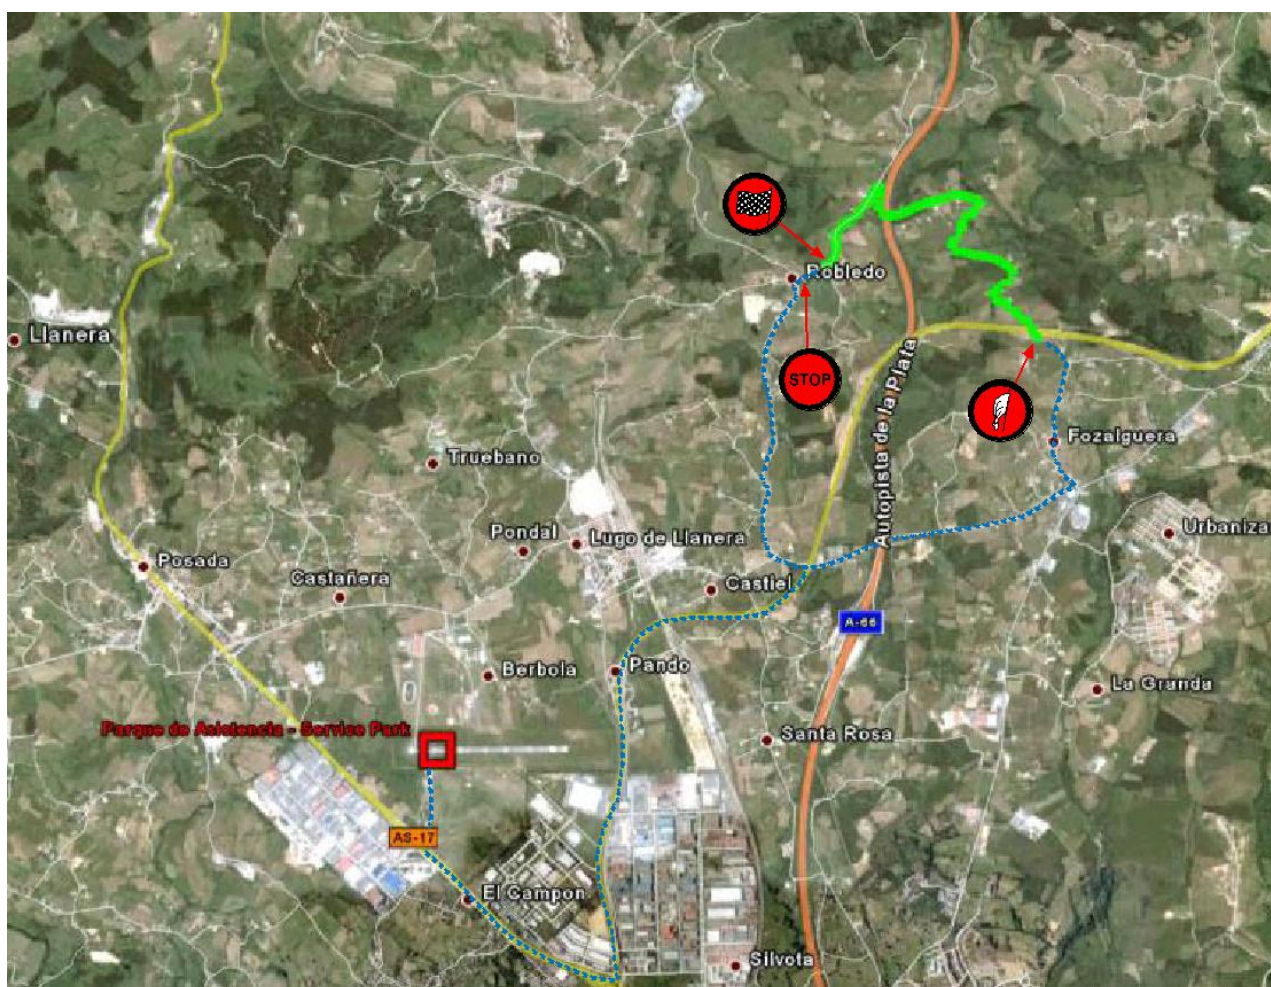 Robledo
Llanera
STOP
Autopista de la Plata
Fozalguera
Truebano
Urbaniza
Pondal
Lugo de Llanera
Posada
Castañera
Castiel
A-66
Berbola
Pando
La Granda
Parque de Asistencia - Service Park
Santa Rosa
AS-17
El Campon
Silvota